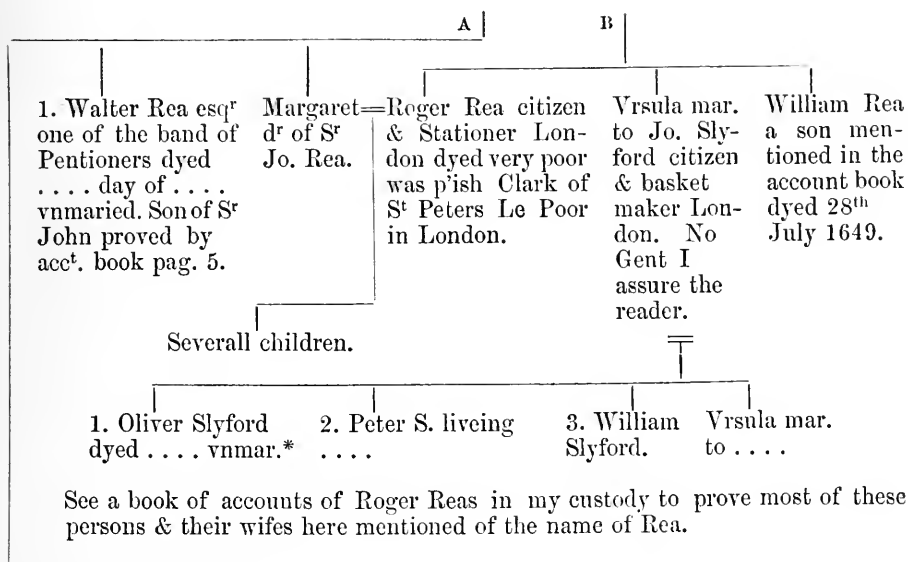 A
B
1. Walter Rea esqʳ
one of the band of
Pentioners dyed
. . . . day of . . . .
vnmaried. Son of Sʳ
John proved by
accᵗ. book pag. 5.
Margaret=
dʳ of Sʳ
Jo. Rea.
Roger Rea citizen
& Stationer Lon-
don dyed very poor
was p'ish Clark of
Sᵗ Peters Le Poor
in London.
Vrsula mar.
to Jo. Sly-
ford citizen
& basket
maker Lon-
don. No
Gent I
assure the
reader.
William Rea
a son men-
tioned in the
account book
dyed 28ᵗʰ
July 1649.
Severall children.
1. Oliver Slyford
dyed . . . . vnmar.*
2. Peter S. liveing
. . . .
3. William
Slyford.
Vrsula mar.
to . . . .
See a book of accounts of Roger Reas in my custody to prove most of these
persons & their wifes here mentioned of the name of Rea.